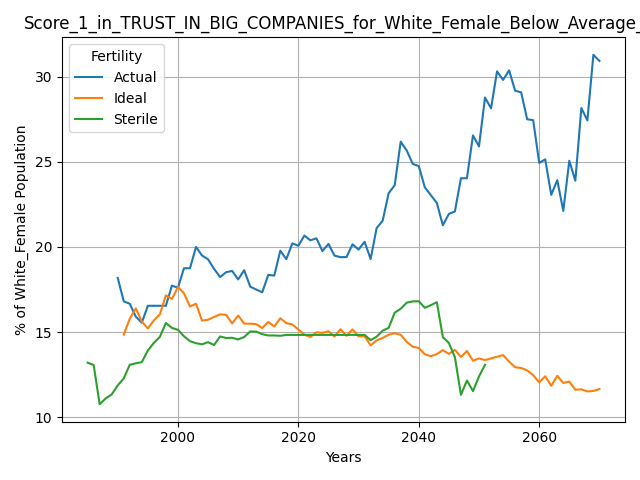 Score_1_in_TRUST_IN_BIG_COMPANIES_for_White_Female_Below_Average_
Fertility
Actual
Ideal
Sterile
% of White_Female Population
30
25
20
15
10
2000
2020
2040
2060
Years